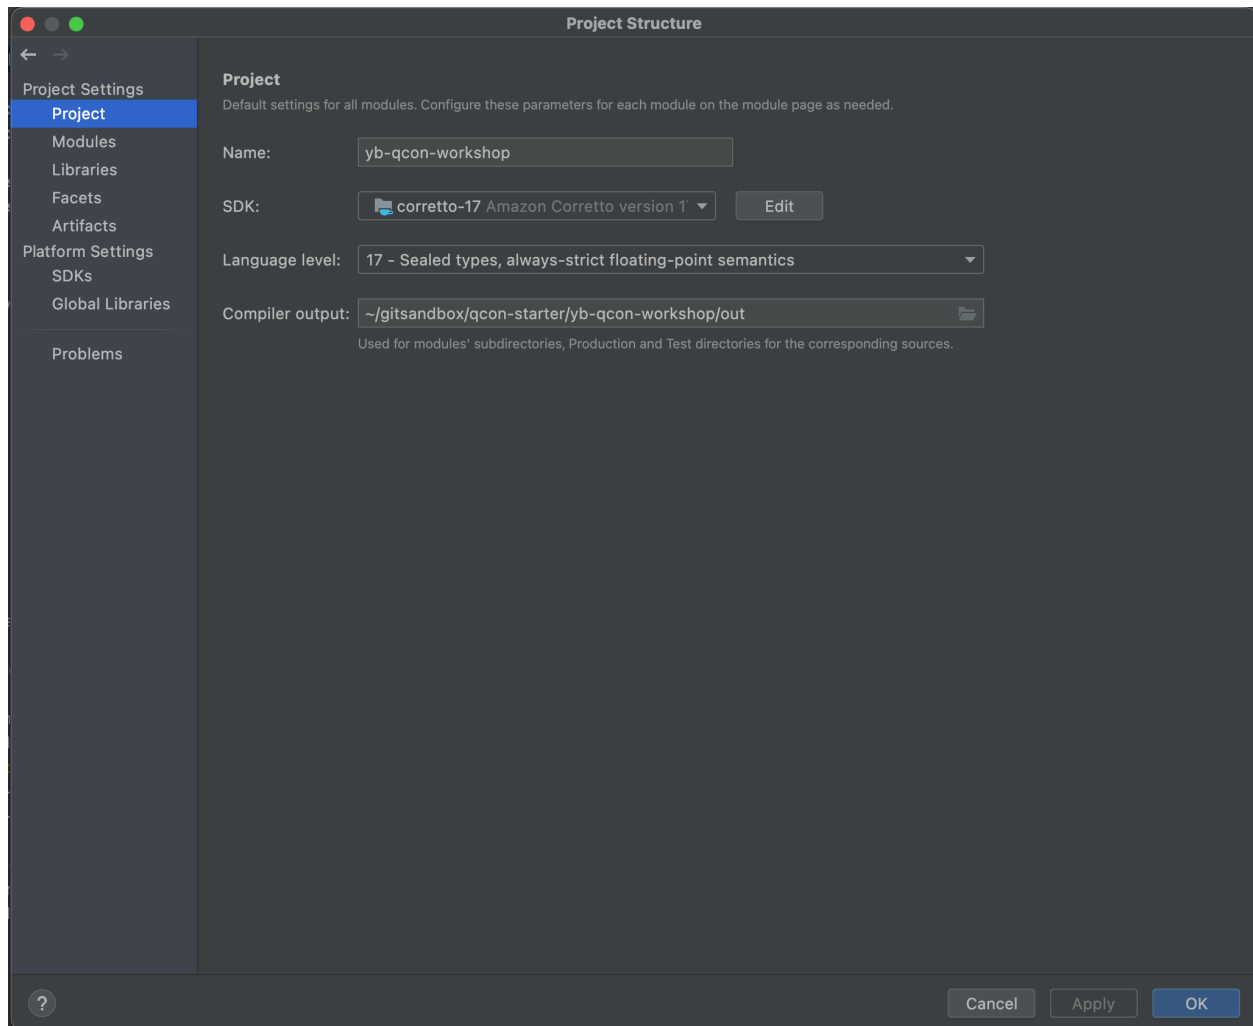 Project Structure
Project Settings
Project
Modules
Libraries
Facets
Artifacts
Platform Settings
SDKs
Global Libraries
Problems
Project
Default settings for all modules. Configure these parameters for each module on the module page as needed.
Name: yb-qcon-workshop
SDK: corretto-17 Amazon Corretto version Edit
Language level: 17 - Sealed types, always-strict floating-point semantics
Compiler output: ~/gitsandbox/qcon-starter/yb-qcon-workshop/out
Used for modules' subdirectories, Production and Test directories for the corresponding sources.
? Cancel Apply OK